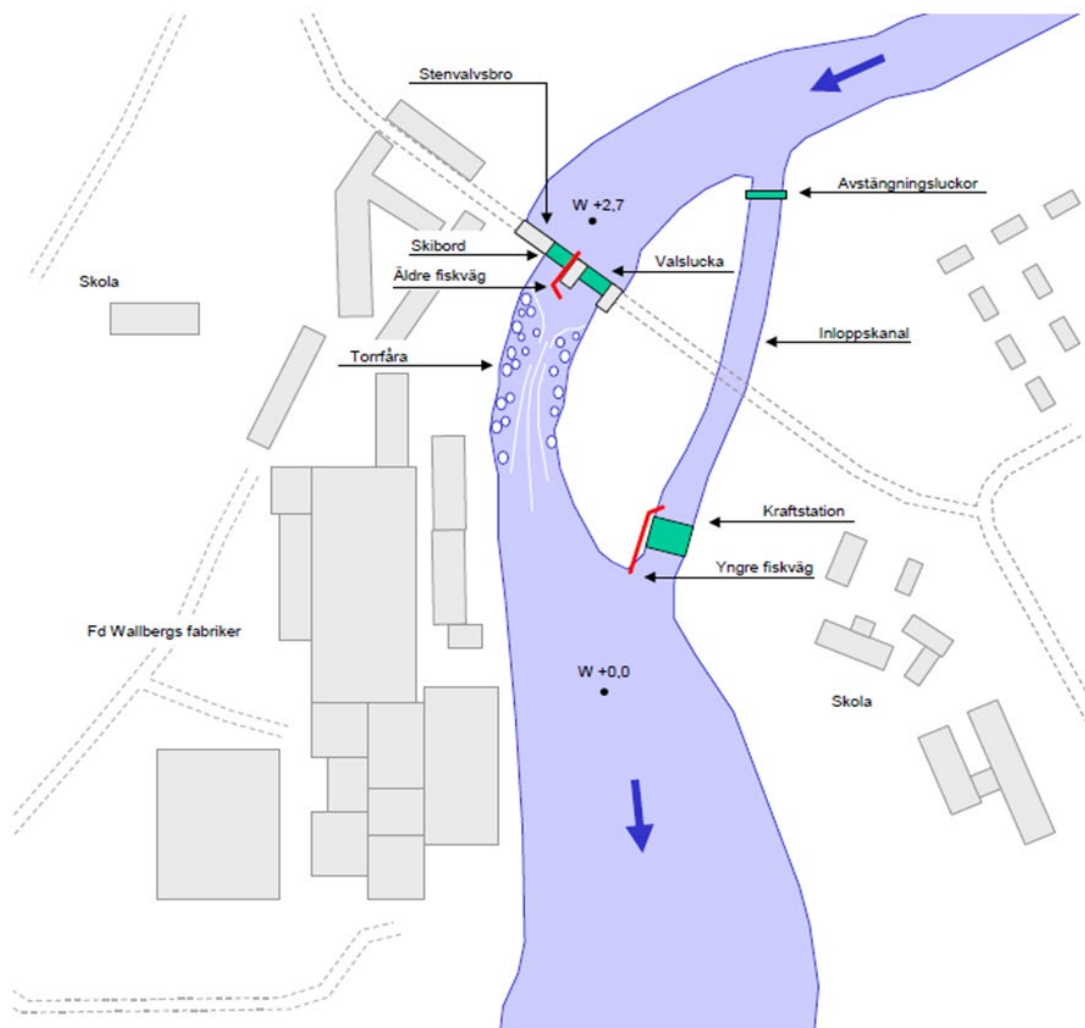 Stenvalvsbro
Avstängningsluckor
W +2,7
Skibord
Valslucka
Äldre fiskväg
Skola
Inloppskanal
Torrfåra
Kraftstation
Yngre fiskväg
Fd Wallbergs fabriker
W +0,0
Skola